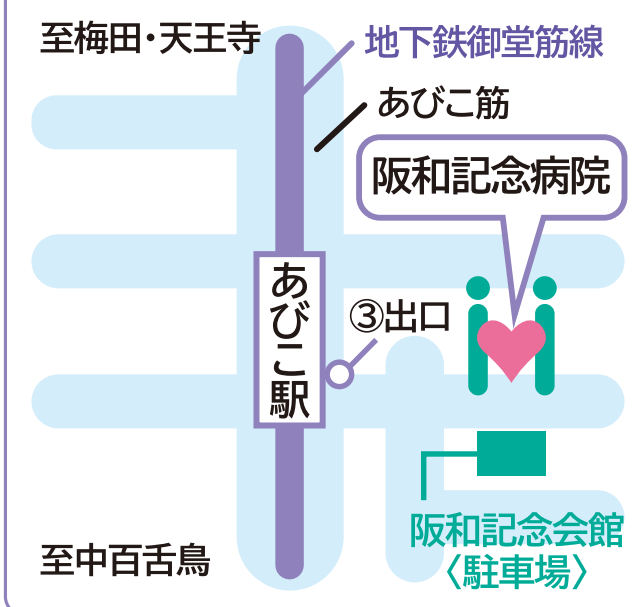 至梅田・天王寺
地下鉄御堂筋線
あびこ筋
阪和記念病院
あびこ駅
③出口
阪和記念会館
〈駐車場〉
至中百舌鳥